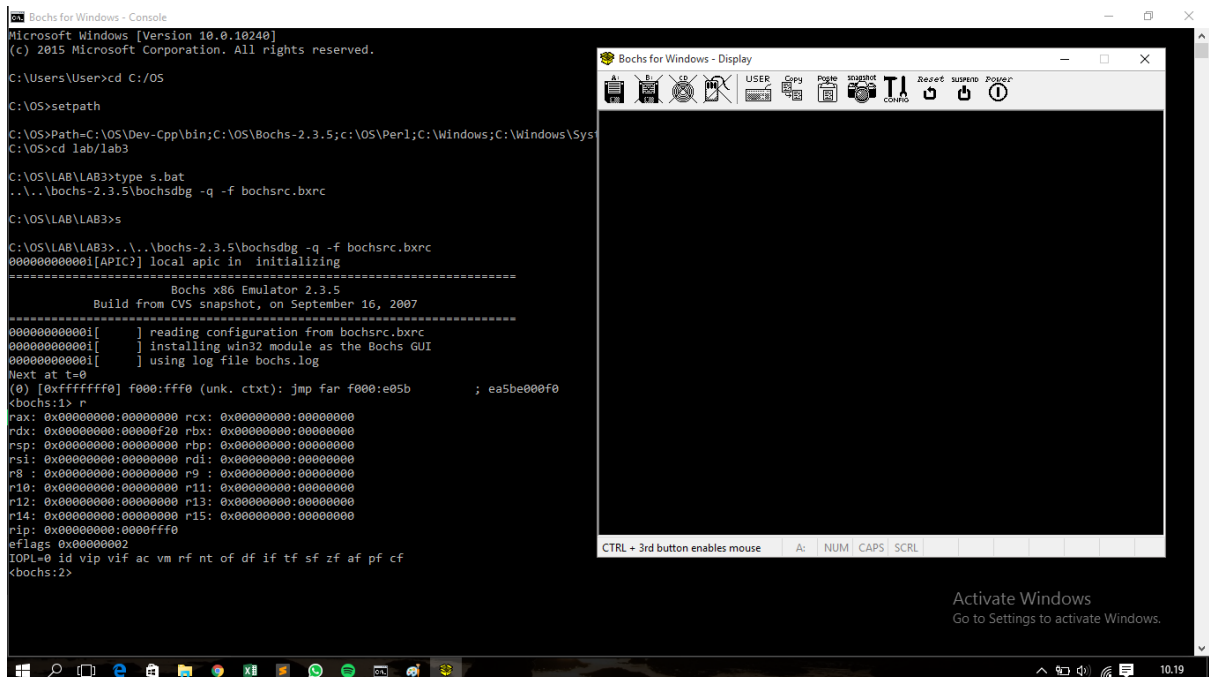 Bochs for Windows - Console
Microsoft Windows [Version 10.0.10240]
(c) 2015 Microsoft Corporation. All rights reserved.
C:\Users\User>cd C:/OS
C:\OS>setpath
C:\OS>Path=C:\OS\Dev-Cpp\bin;C:\OS\Bochs-2.3.5;c:\OS\Perl;C:\Windows;C:\Windows\Syst
C:\OS>cd lab/lab3
C:\OS\LAB\LAB3>type s.bat
..\..\bochs-2.3.5\bochsdbg -q -f bochsrc.bxrc
C:\OS\LAB\LAB3>s
C:\OS\LAB\LAB3>..\..\bochs-2.3.5\bochsdbg -q -f bochsrc.bxrc
00000000000i[APIC?] local apic in  initializing
========================================================================
Bochs x86 Emulator 2.3.5
Build from CVS snapshot, on September 16, 2007
========================================================================
00000000000i[     ] reading configuration from bochsrc.bxrc
00000000000i[     ] installing win32 module as the Bochs GUI
00000000000i[     ] using log file bochs.log
Next at t=0
(0) [0xfffffff0] f000:fff0 (unk. ctxt): jmp far f000:e05b          ; ea5be000f0
<bochs:1> r
rax: 0x00000000:00000000 rcx: 0x00000000:00000000
rdx: 0x00000000:00000f20 rbx: 0x00000000:00000000
rsp: 0x00000000:00000000 rbp: 0x00000000:00000000
rsi: 0x00000000:00000000 rdi: 0x00000000:00000000
r8 : 0x00000000:00000000 r9 : 0x00000000:00000000
r10: 0x00000000:00000000 r11: 0x00000000:00000000
r12: 0x00000000:00000000 r13: 0x00000000:00000000
r14: 0x00000000:00000000 r15: 0x00000000:00000000
rip: 0x00000000:0000fff0
eflags 0x00000002
IOPL=0 id vip vif ac vm rf nt of df if tf sf zf af pf cf
<bochs:2>
Bochs for Windows - Display
A: B: CD USER Copy Paste snapshot CONFIG Reset SUSPEND Power
CTRL + 3rd button enables mouse A: NUM CAPS SCRL
Activate Windows
Go to Settings to activate Windows.
10.19